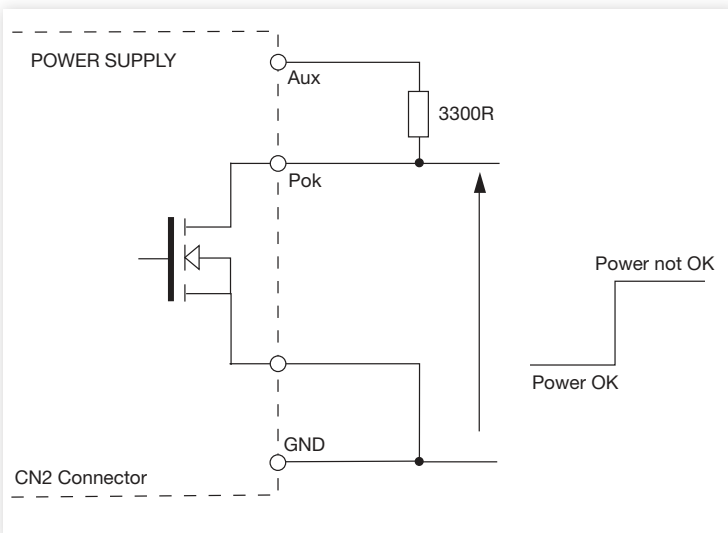 POWER SUPPLY
Aux
3300R
Pok
Power not OK
Power OK
GND
CN2 Connector